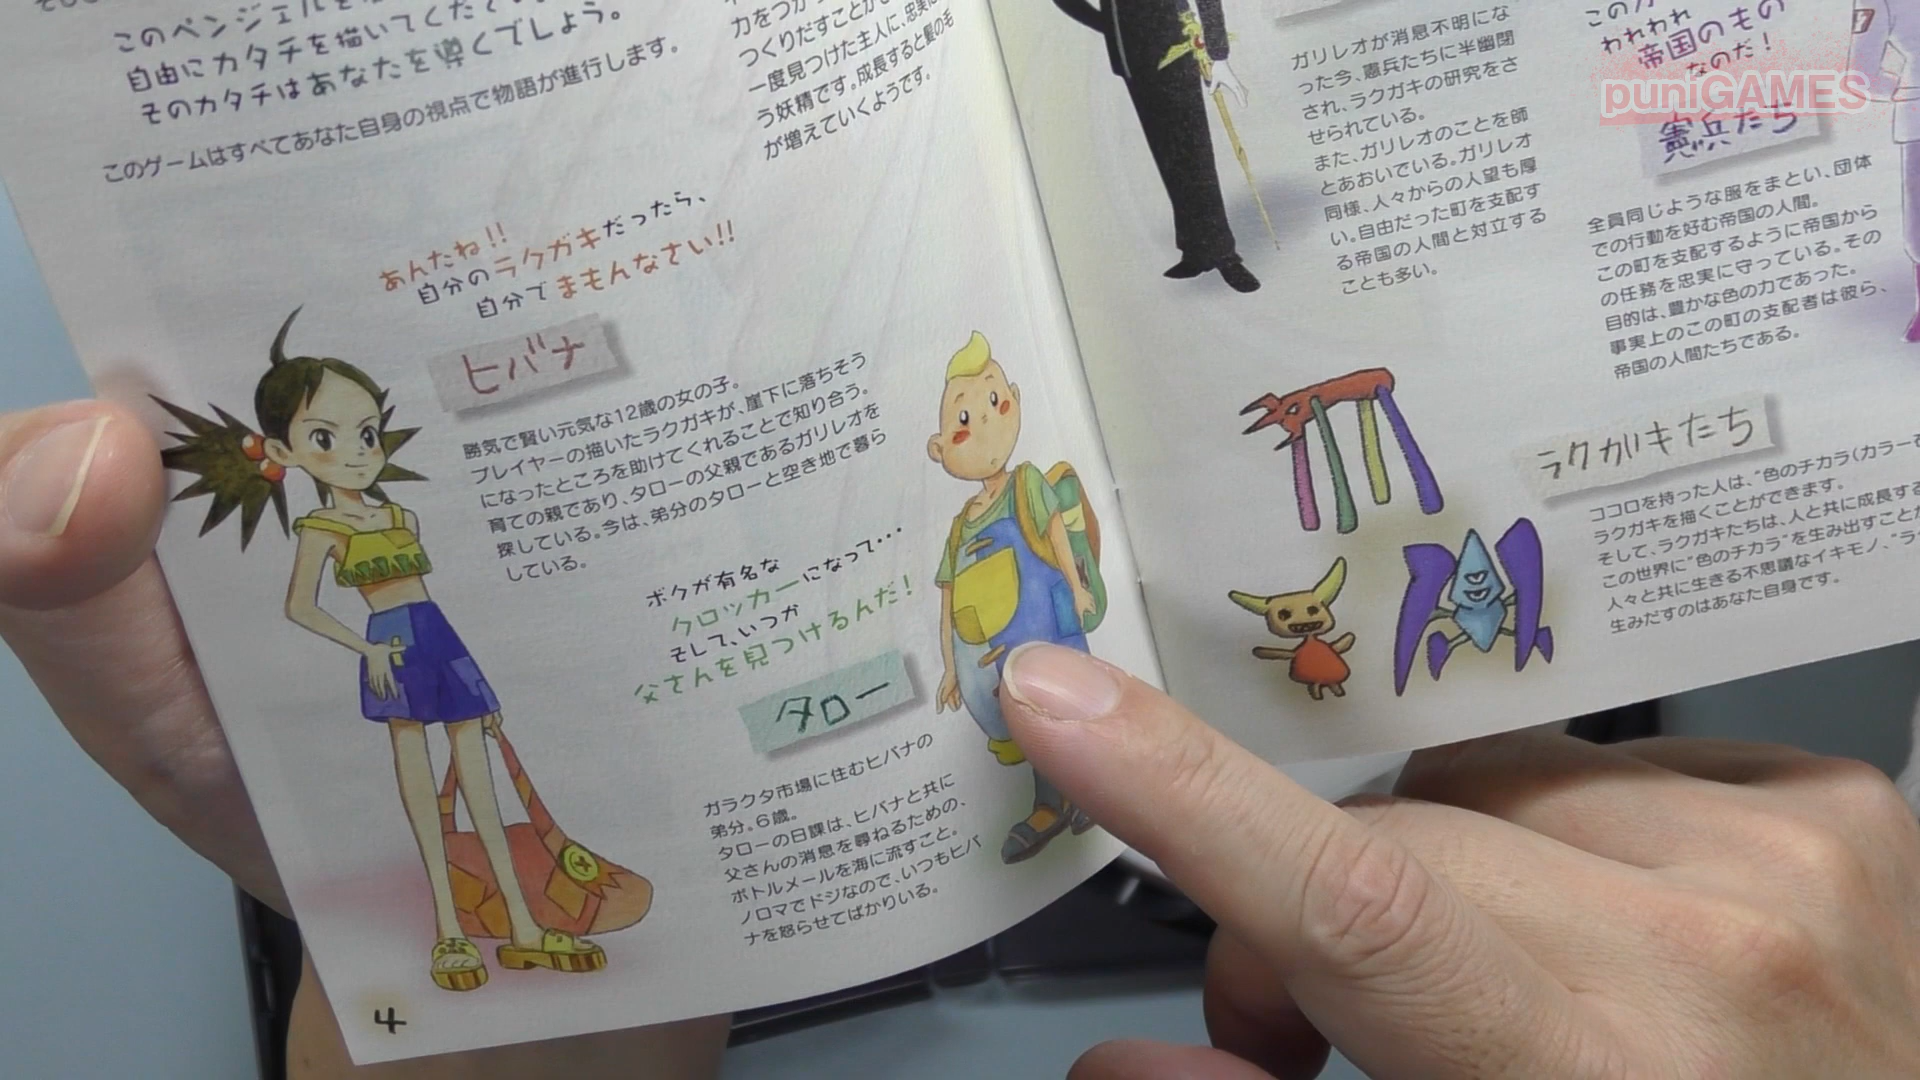 このペンジェルを
自由にカタチを描いてくださ
そのカタチはあなたを導くでしょう。
このゲームはすべてあなた自身の視点で物語が進行します。
力をつか
つくりだすことが
一度見つけた主人に、忠実に
う妖精です。成長すると髪の毛
が増えていくようです。
あんたね!!
自分のラクガキだったら、
自分でまもんなさい!!
ヒバナ
勝気で賢い元気な12歳の女の子。
プレイヤーの描いたラクガキが、崖下に落ちそう
になったところを助けてくれることで知り合う。
育ての親であり、タローの父親であるガリレオを
探している。今は、弟分のタローと空き地で暮ら
している。
ボクが有名な
クロッカーになって・・・
そして、いつか
父さんを見つけるんだ!
タロー
ガラクタ市場に住むヒバナの
弟分。6歳。
タローの日課は、ヒバナと共に
父さんの消息を尋ねるための、
ボトルメールを海に流すこと。
ノロマでドジなので、いつもヒバ
ナを怒らせてばかりいる。
4
ガリレオが消息不明にな
った今、憲兵たちに半幽閉
され、ラクガキの研究をさ
せられている。
また、ガリレオのことを師
とあおいでいる。ガリレオ
同様、人々からの人望も厚
い。自由だった町を支配す
る帝国の人間と対立する
ことも多い。
われわれ
帝国のもの
なのだ!
puniGAMES
憲兵たち
全員同じような服をまとい、団体
での行動を好む帝国の人間。
この町を支配するように帝国から
の任務を忠実に守っている。その
目的は、豊かな色の力であった。
事実上のこの町の支配者は彼ら、
帝国の人間たちである。
ラクガキたち
ココロを持った人は、"色のチカラ(カラーで
ラクガキを描くことができます。
そして、ラクガキたちは、人と共に成長する
この世界に"色のチカラ"を生み出すことが
人々と共に生きる不思議なイキモノ、"ラ
生みだすのはあなた自身です。